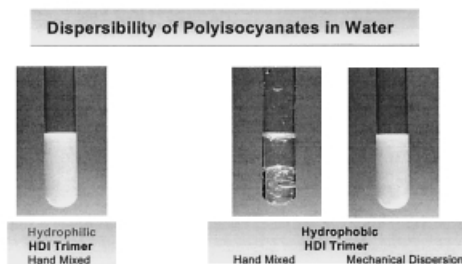 Dispersibility of Polyisocyanates in Water
Hydrophilic
HDI Trimer
Hand Mixed
Hydrophobic
HDI Trimer
Hand Mixed Mechanical Dispersion